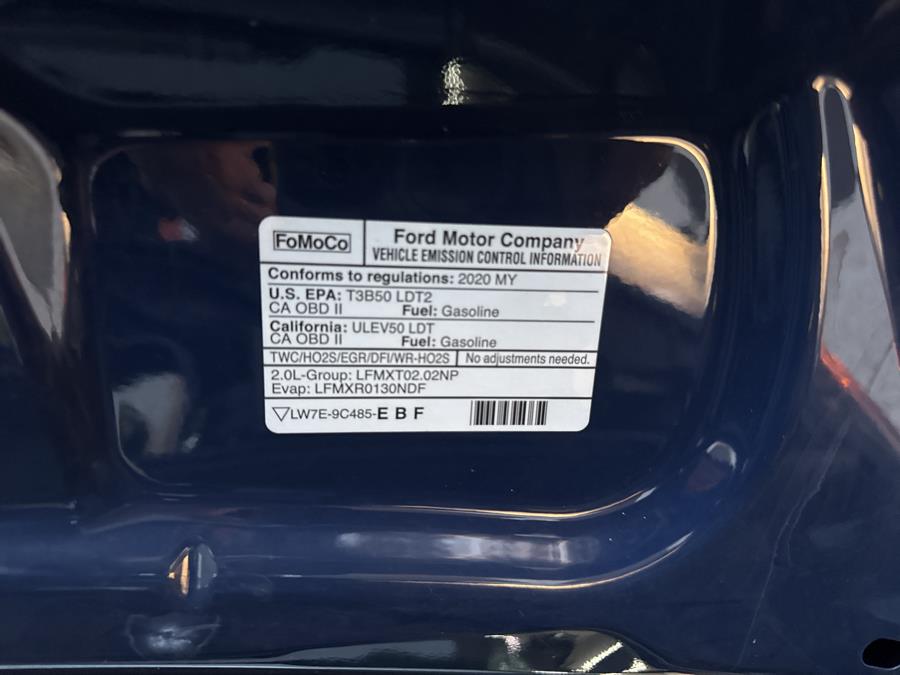 FoMoCo
Ford Motor Company
VEHICLE EMISSION CONTROL INFORMATION
Conforms to regulations: 2020 MY
U.S. EPA: T3B50 LDT2
CA OBD II Fuel: Gasoline
California: ULEV50 LDT
CA OBD II Fuel: Gasoline
TWC/HO2S/EGR/DFI/WR-HO2S No adjustments needed.
2.0L-Group: LFMXT02.02NP
Evap: LFMXR0130NDF
LW7E-9C485-E B F